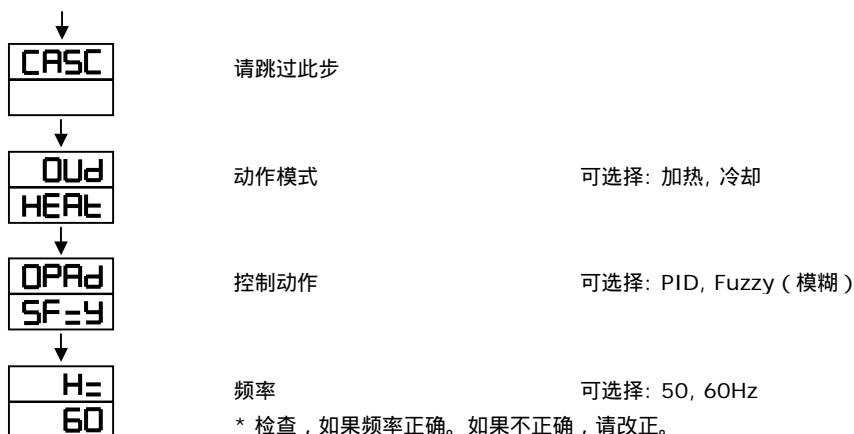 CASC 请跳过此步
OUd 动作模式 可选择: 加热, 冷却
HEAt
OPAd 控制动作 可选择: PID, Fuzzy ( 模糊 )
SF=y
H= 频率 可选择: 50, 60Hz
60 * 检查 , 如果频率正确。如果不正确 , 请改正。